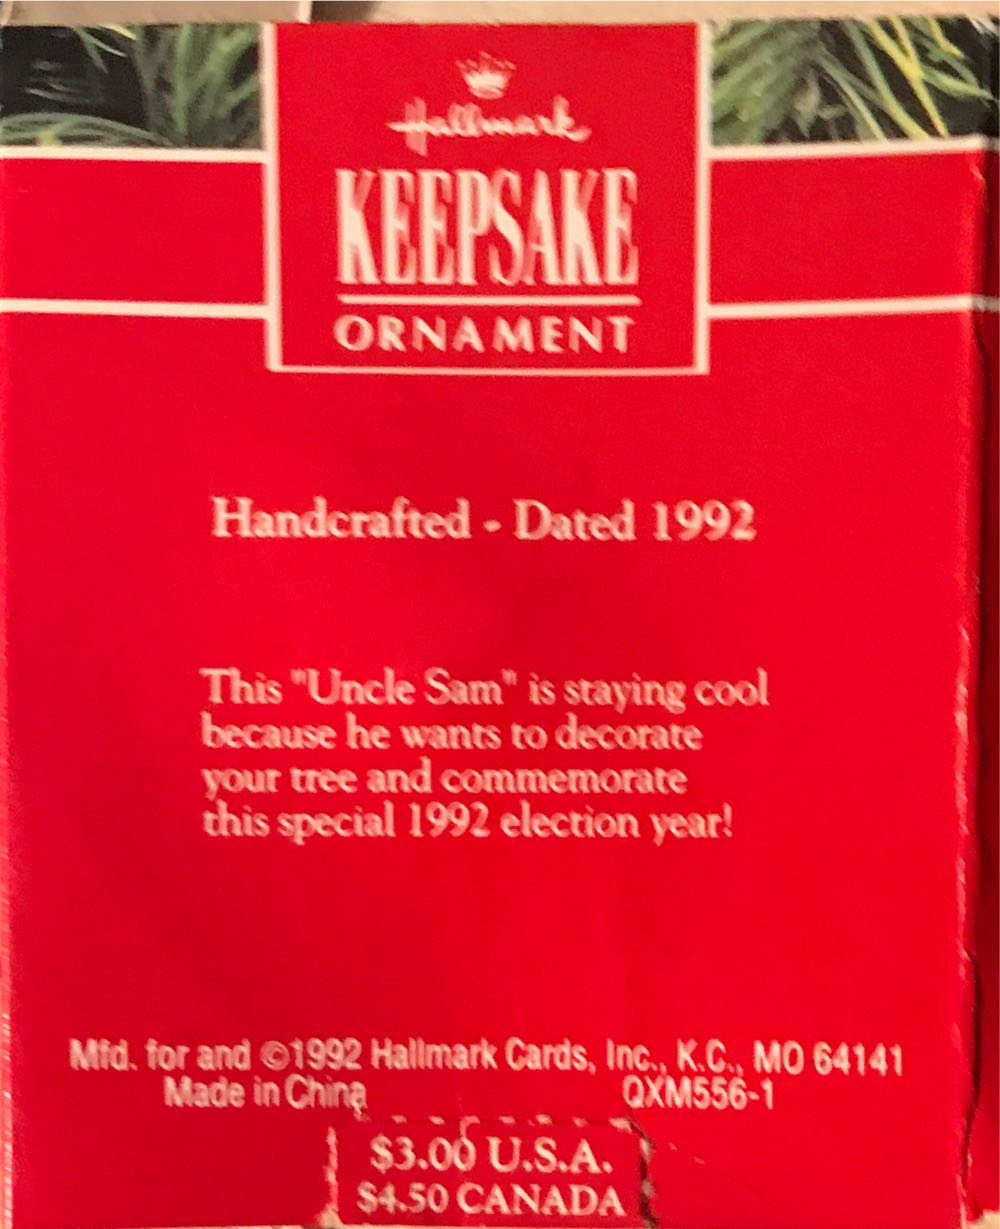 Hallmark
KEEPSAKE
ORNAMENT
Handcrafted - Dated 1992
This "Uncle Sam" is staying cool
because he wants to decorate
your tree and commemorate
this special 1992 election year!
Mfd. for and ©1992 Hallmark Cards, Inc., K.C., MO 64141
Made in China QXM556-1
$3.00 U.S.A.
$4.50 CANADA